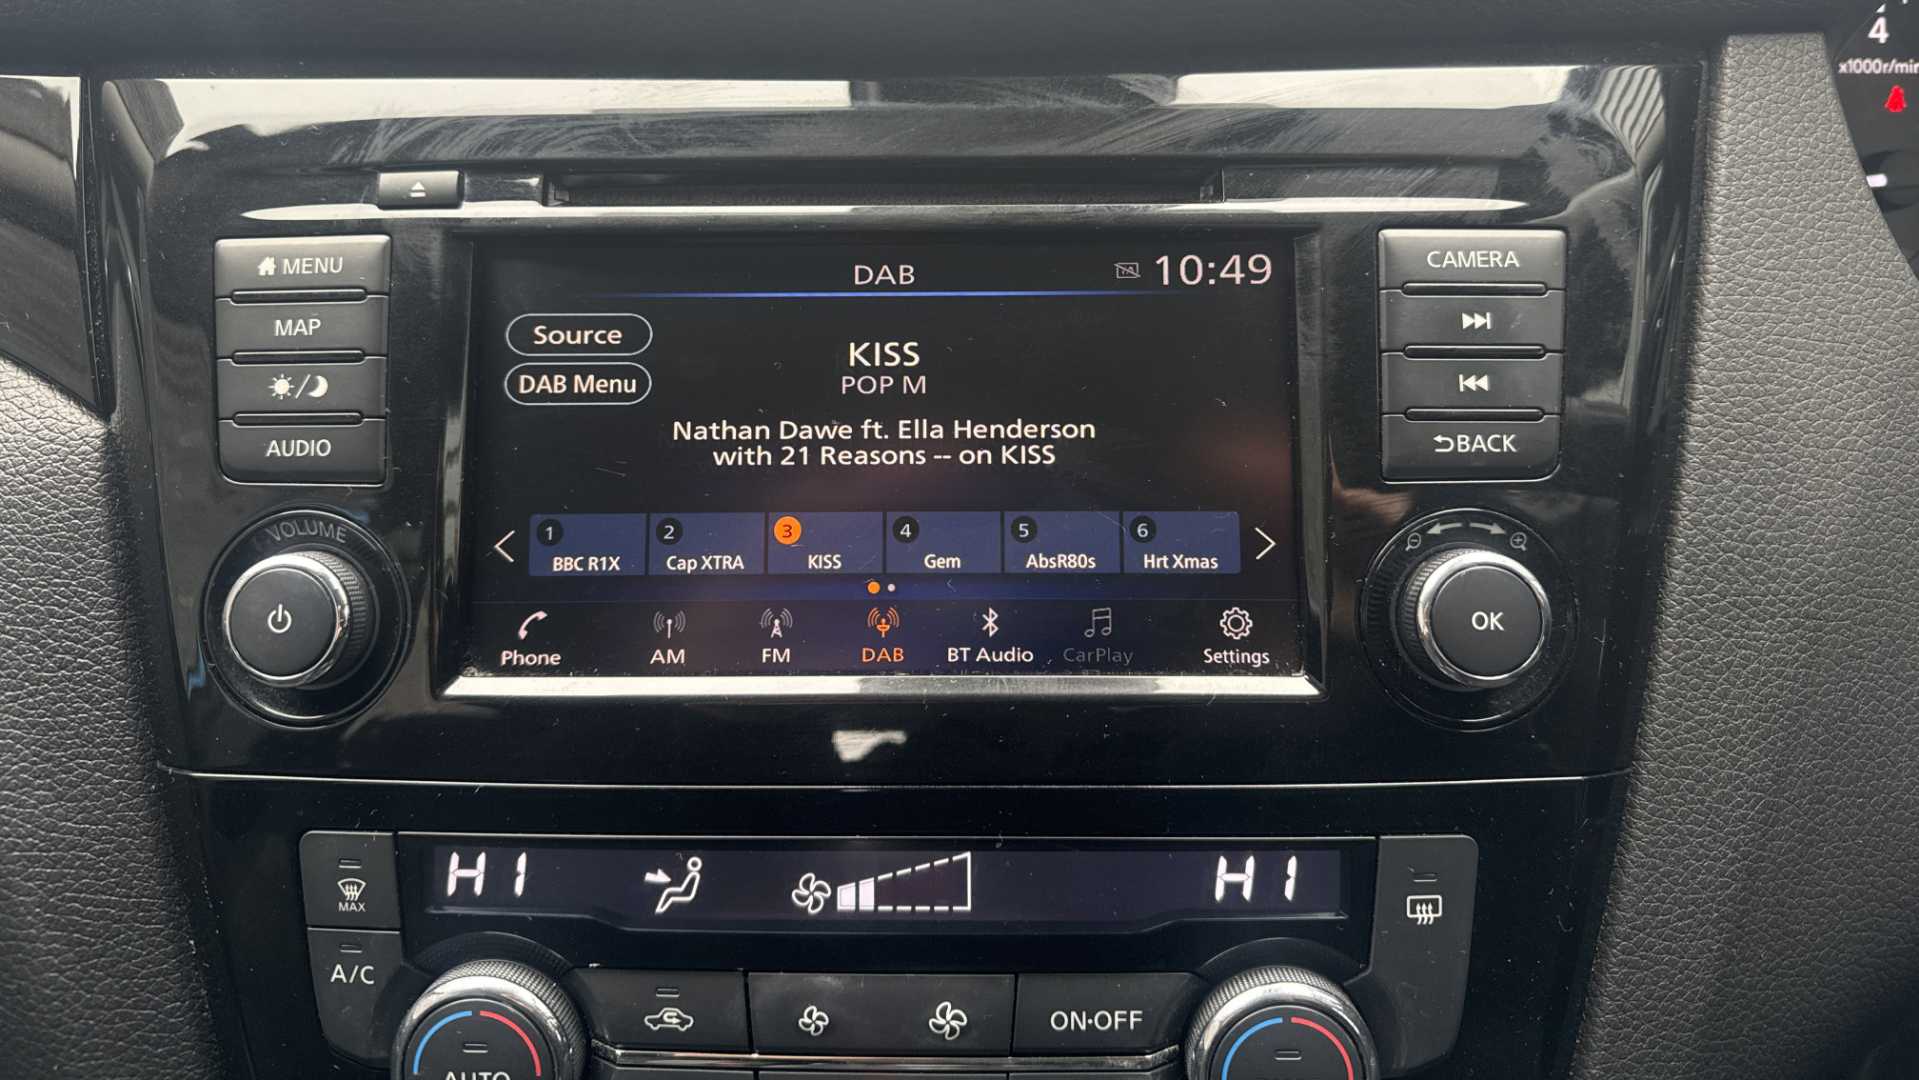 4
x1000r/min
MENU
MAP
AUDIO
VOLUME
DAB
TA
10:49
Source
DAB Menu
KISS
POP M
Nathan Dawe ft. Ella Henderson
with 21 Reasons -- on KISS
1
BBC R1X
2
Cap XTRA
3
KISS
4
Gem
5
AbsR80s
6
Hrt Xmas
Phone
AM
FM
DAB
BT Audio
CarPlay
Settings
CAMERA
BACK
OK
MAX
A/C
HI
HI
ON·OFF
AUTO